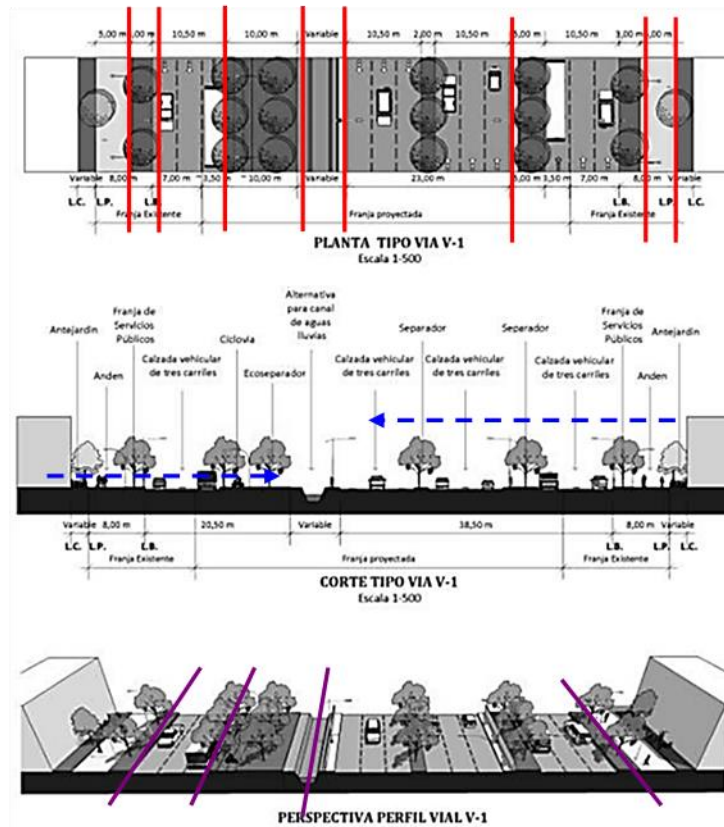 5,00 m
,00 m
10,50 m
10,00 m
Variable
10,50 m
2,00 m
10,50 m
5,00 m
10,50 m
3,00 m
,00 m
Variable
8,00 m
7,00 m
3,50 m
10,00 m
Variable
23,00 m
5,00 m
3,50 m
7,00 m
8,00 m
Variable
L.C.
L.P.
L.B.
L.B.
L.P.
L.C.
Franja Existente
Franja proyectada
Franja Existente
PLANTA TIPO VIA V-1
Escala 1-500
Antejardin
Anden
Franja de
Servicios
Públicos
Calzada vehicular
de tres carriles
Ciclovia
Ecoseparador
Alternativa
para canal
de aguas
lluvias
Calzada vehicular
de tres carriles
Separador
Calzada vehicular
de tres carriles
Separador
Calzada vehicular
de tres carriles
Franja de
Servicios
Públicos
Anden
Antejardin
Variable
8,00 m
20,50 m
Variable
38,50 m
8,00 m
Variable
L.C.
L.P.
L.B.
L.B.
L.P.
L.C.
Franja Existente
Franja proyectada
Franja Existente
CORTE TIPO VIA V-1
Escala 1-500
PERSPECTIVA PERFIL VIAL V-1